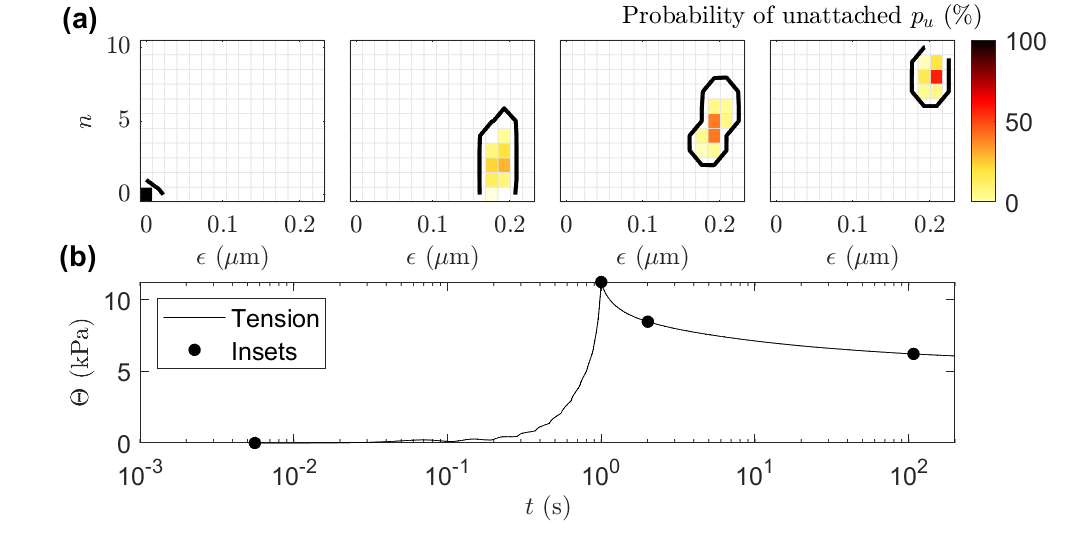 (a)
Probability of unattached p_u (%)
10
5
0
n
0 0.1 0.2
0 0.1 0.2
0 0.1 0.2
0 0.1 0.2
ϵ (μm)
ϵ (μm)
ϵ (μm)
ϵ (μm)
100
50
0
(b)
10
5
0
Θ (kPa)
Tension
Insets
10^-3 10^-2 10^-1 10^0 10^1 10^2
t (s)